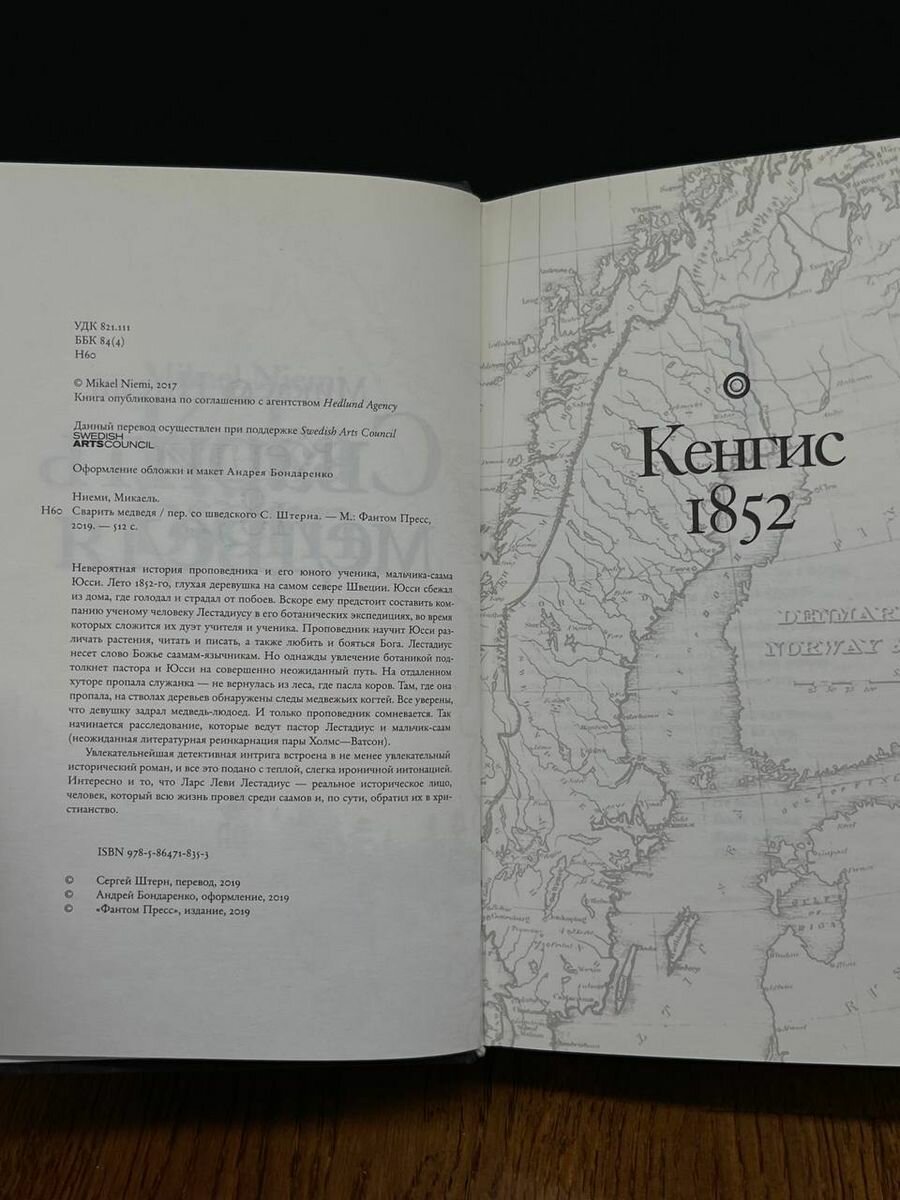 УДК 821.111
ББК 84(4)
Н60
© Mikael Niemi, 2017
Книга опубликована по соглашению с агентством Hedlund Agency
Данный перевод осуществлен при поддержке Swedish Arts Council
SWEDISH
ARTSCOUNCIL
Оформление обложки и макет Андрея Бондаренко
Ниеми, Микаель.
Н60 Сварить медведя / пер. со шведского С. Штерна. — М.: Фантом Пресс,
2019. — 512 с.
Невероятная история проповедника и его юного ученика, мальчика-саама
Юсси. Лето 1852-го, глухая деревушка на самом севере Швеции. Юсси сбежал
из дома, где голодал и страдал от побоев. Вскоре ему предстоит составить ком-
панию ученому человеку Лестадиусу в его ботанических экспедициях, во время
которых сложится их дуэт учителя и ученика. Проповедник научит Юсси раз-
личать растения, читать и писать, а также любить и бояться Бога. Лестадиус
несет слово Божье саамам-язычникам. Но однажды увлечение ботаникой под-
толкнет пастора и Юсси на совершенно неожиданный путь. На отдаленном
хуторе пропала служанка — не вернулась из леса, где пасла коров. Там, где она
пропала, на стволах деревьев обнаружены следы медвежьих когтей. Все уверены,
что девушку задрал медведь-людоед. И только проповедник сомневается. Так
начинается расследование, которые ведут пастор Лестадиус и мальчик-саам
(неожиданная литературная реинкарнация пары Холмс—Ватсон).
Увлекательнейшая детективная интрига встроена в не менее увлекательный
исторический роман, и все это подано с теплой, слегка ироничной интонацией.
Интересно и то, что Ларс Леви Лестадиус — реальное историческое лицо,
человек, который всю жизнь провел среди саамов и, по сути, обратил их в хри-
стианство.
ISBN 978-5-86471-835-3
© Сергей Штерн, перевод, 2019
© Андрей Бондаренко, оформление, 2019
© «Фантом Пресс», издание, 2019
Кенгис
1852
NORWAY